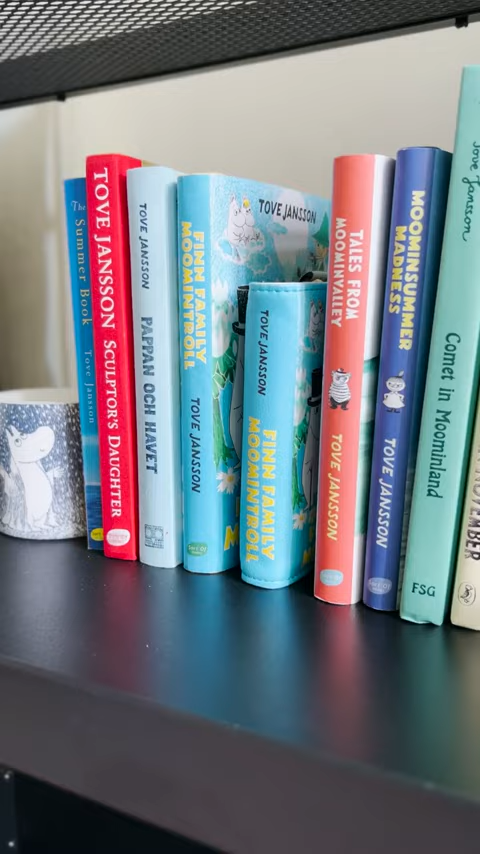 The Summer Book
Tove Jansson
TOVE JANSSON SCULPTOR'S DAUGHTER
TOVE JANSSON
PAPPAN OCH HAVET
FINN FAMILY
MOOMINTROLL
TOVE JANSSON
TOVE JANSSON
TOVE JANSSON
FINN FAMILY
MOOMINTROLL
TALES FROM
MOOMINVALLEY
TOVE JANSSON
MOOMINSUMMER
MADNESS
TOVE JANSSON
Tove Jansson
Comet in Moominland
FSG
NOVEMBER